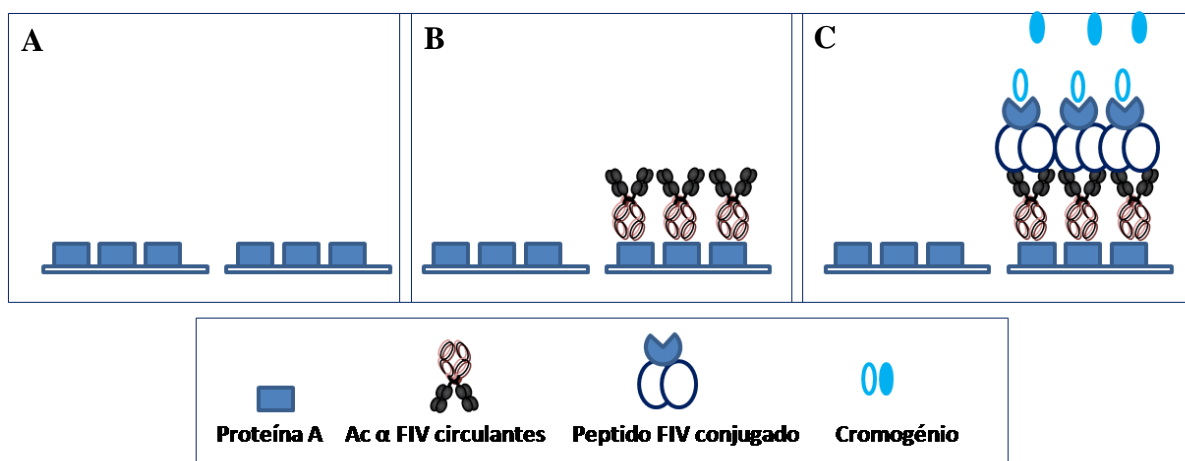 A
B
C
Proteína A
Ac α FIV circulantes
Peptido FIV conjugado
Cromogénio